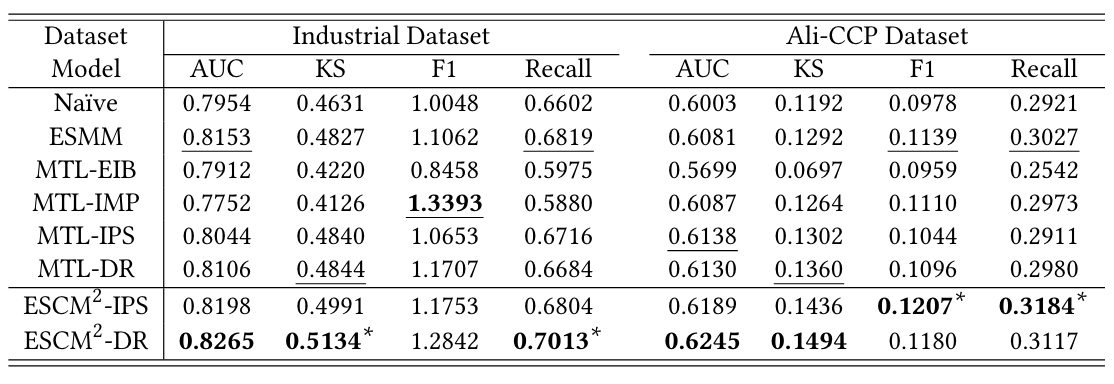 Dataset Industrial Dataset Ali-CCP Dataset
Model AUC KS F1 Recall AUC KS F1 Recall
Naïve 0.7954 0.4631 1.0048 0.6602 0.6003 0.1192 0.0978 0.2921
ESMM 0.8153 0.4827 1.1062 0.6819 0.6081 0.1292 0.1139 0.3027
MTL-EIB 0.7912 0.4220 0.8458 0.5975 0.5699 0.0697 0.0959 0.2542
MTL-IMP 0.7752 0.4126 1.3393 0.5880 0.6087 0.1264 0.1110 0.2973
MTL-IPS 0.8044 0.4840 1.0653 0.6716 0.6138 0.1302 0.1044 0.2911
MTL-DR 0.8106 0.4844 1.1707 0.6684 0.6130 0.1360 0.1096 0.2980
ESCM²-IPS 0.8198 0.4991 1.1753 0.6804 0.6189 0.1436 0.1207* 0.3184*
ESCM²-DR 0.8265 0.5134* 1.2842 0.7013* 0.6245 0.1494 0.1180 0.3117